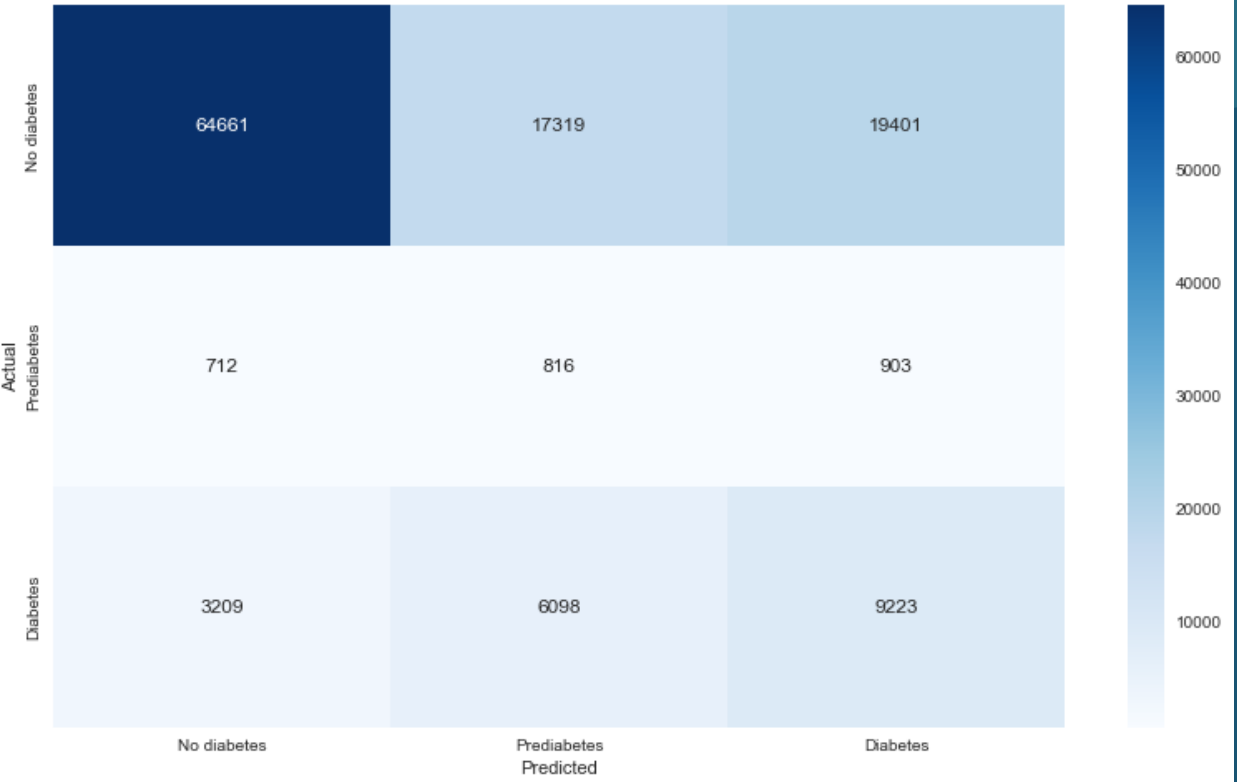 No diabetes
64661
17319
19401
Actual
Prediabetes
712
816
903
Diabetes
3209
6098
9223
No diabetes
Prediabetes
Diabetes
Predicted
60000
50000
40000
30000
20000
10000